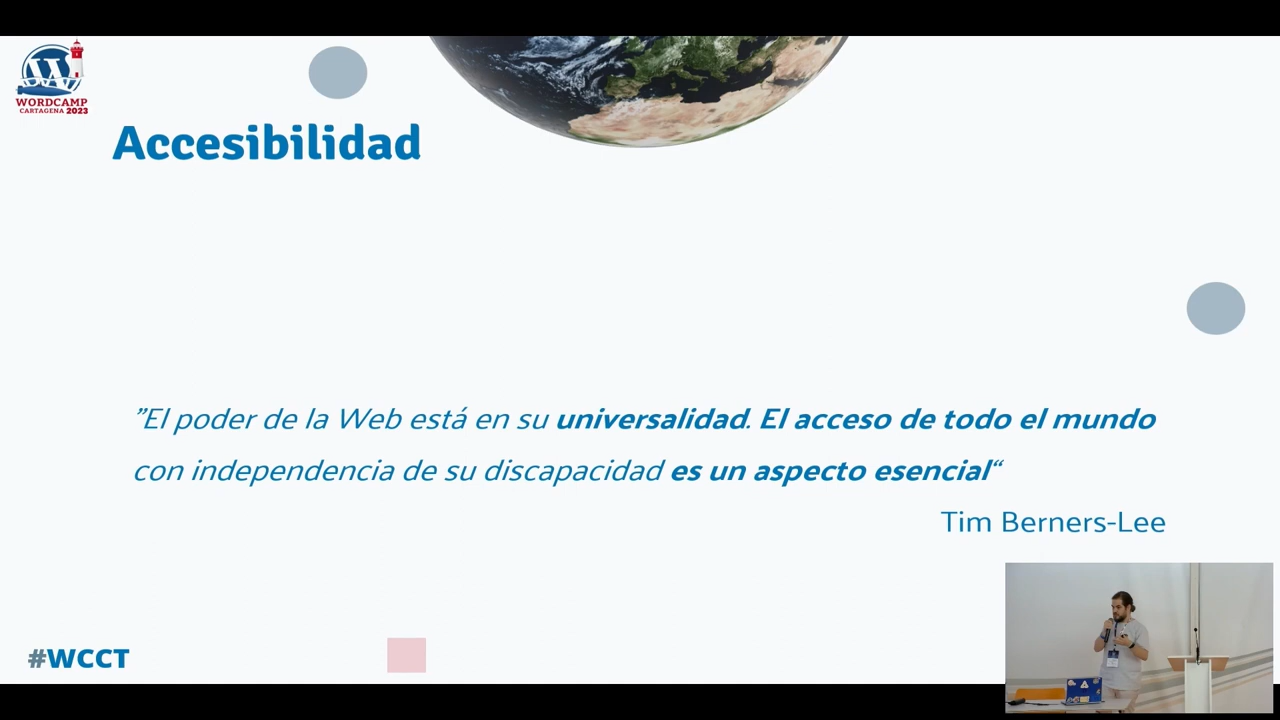 WORDCAMP
CARTAGENA 2023
Accesibilidad
”El poder de la Web está en su universalidad. El acceso de todo el mundo
con independencia de su discapacidad es un aspecto esencial“
Tim Berners-Lee
#WCCT